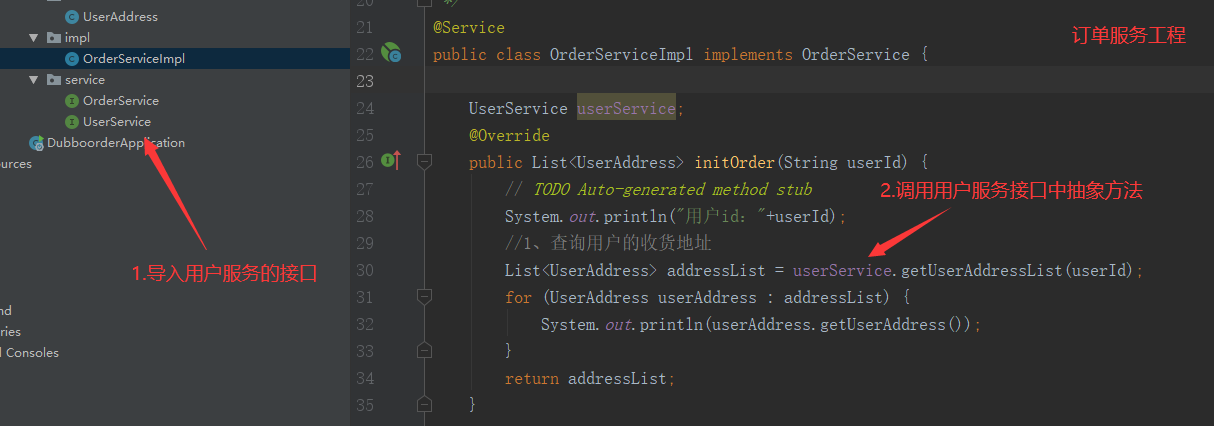 UserAddress
impl
OrderServiceImpl
service
OrderService
UserService
DubboorderApplication
ources
nd
ries
l Consoles
1.导入用户服务的接口
订单服务工程
20 */
21 @Service
22 public class OrderServiceImpl implements OrderService {
23
24 UserService userService;
25 @Override
26 public List<UserAddress> initOrder(String userId) {
27 // TODO Auto-generated method stub
2.调用用户服务接口中抽象方法
28 System.out.println("用户id："+userId);
29 //1、查询用户的收货地址
30 List<UserAddress> addressList = userService.getUserAddressList(userId);
31 for (UserAddress userAddress : addressList) {
32 System.out.println(userAddress.getUserAddress());
33 }
34 return addressList;
35 }